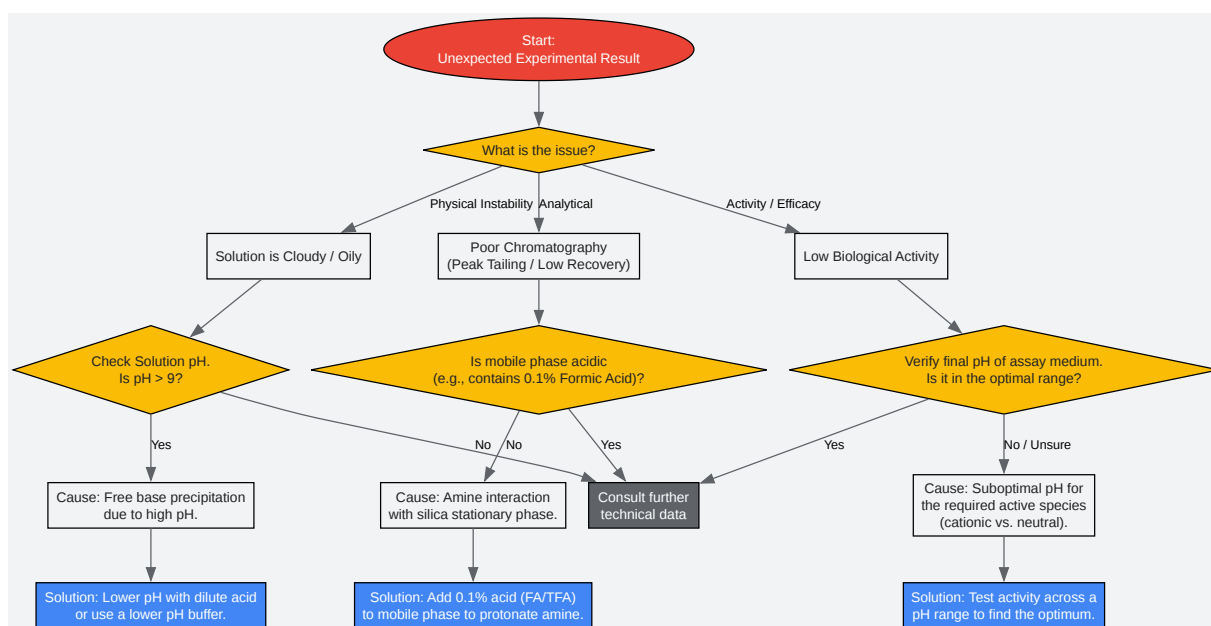 Start:
Unexpected Experimental Result
What is the issue?
Physical Instability
Analytical
Activity / Efficacy
Solution is Cloudy / Oily
Poor Chromatography
(Peak Tailing / Low Recovery)
Low Biological Activity
Check Solution pH.
Is pH > 9?
Is mobile phase acidic
(e.g., contains 0.1% Formic Acid)?
Verify final pH of assay medium.
Is it in the optimal range?
Yes
No
No
Yes
Yes
No / Unsure
Cause: Free base precipitation
due to high pH.
Cause: Amine interaction
with silica stationary phase.
Consult further
technical data
Cause: Suboptimal pH for
the required active species
(cationic vs. neutral).
Solution: Lower pH with dilute acid
or use a lower pH buffer.
Solution: Add 0.1% acid (FA/TFA)
to mobile phase to protonate amine.
Solution: Test activity across a
pH range to find the optimum.